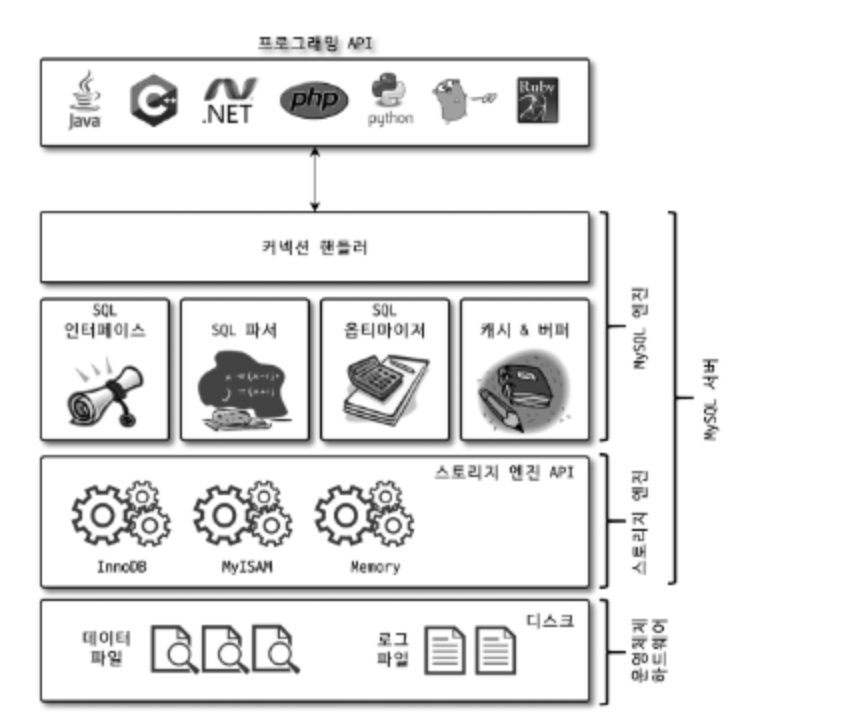 프로그래밍 API
Java
C++
.NET
php
python
Ruby
커넥션 핸들러
SQL
인터페이스
SQL 파서
SQL
옵티마이저
캐시 & 버퍼
MySQL 엔진
MySQL 서버
스토리지 엔진 API
InnoDB
MyISAM
Memory
스토리지 엔진
디스크
데이터
파일
로그
파일
운영체제
하드웨어